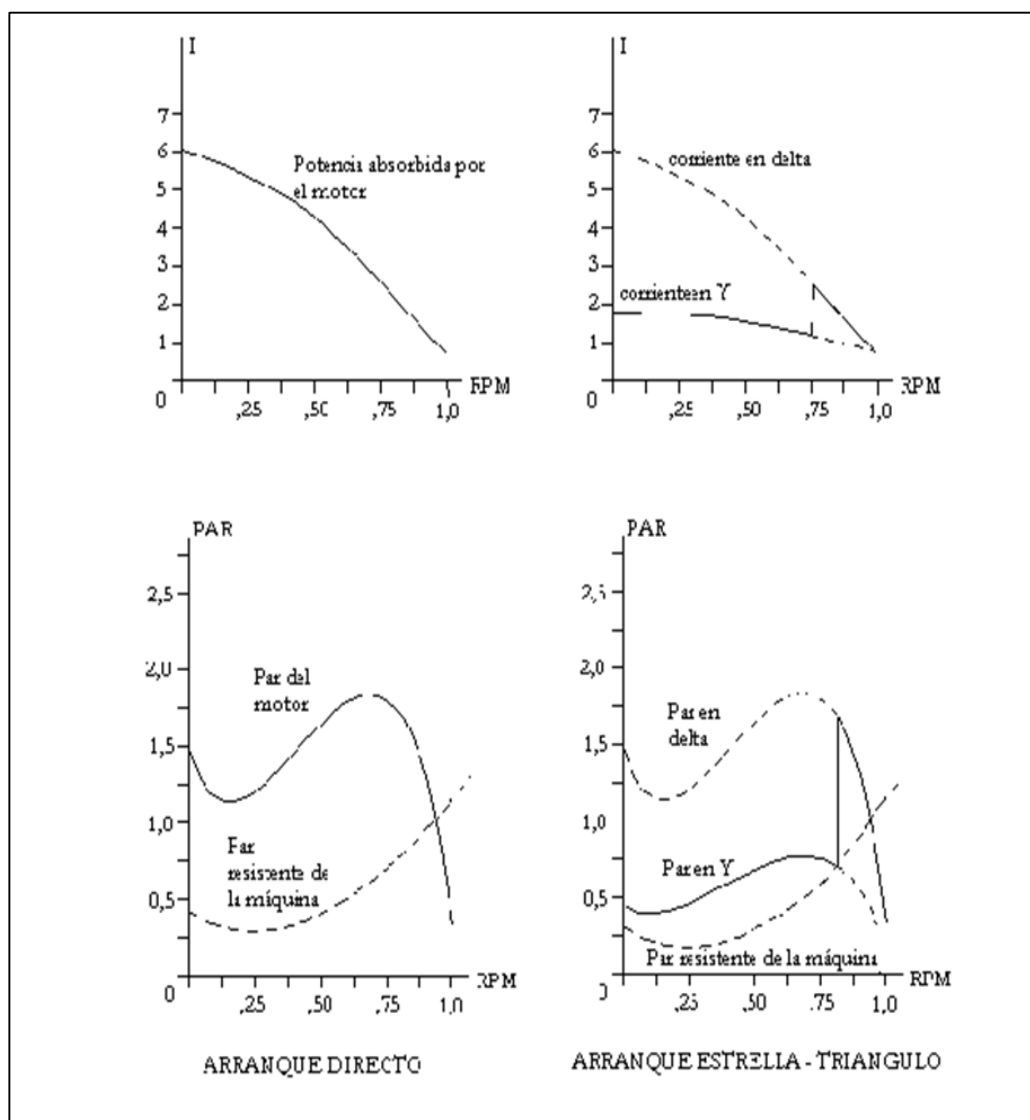 I
7
6
5
4
3
2
1
0
Potencia absorbida por
el motor
,25
,50
,75
1,0
RPM
I
7
6
5
4
3
2
1
0
corriente en delta
corriente en Y
,25
,50
,75
1,0
RPM
PAR
2,5
2,0
1,5
1,0
0,5
0
Par del
motor
Par
resistente de
la máquina
,25
,50
,75
1,0
RPM
ARRANQUE DIRECTO
PAR
2,5
2,0
1,5
1,0
0,5
0
Par en
delta
Par en Y
Par resistente de la máquina
,25
,50
,75
1,0
RPM
ARRANQUE ESTRELLA - TRIANGULO